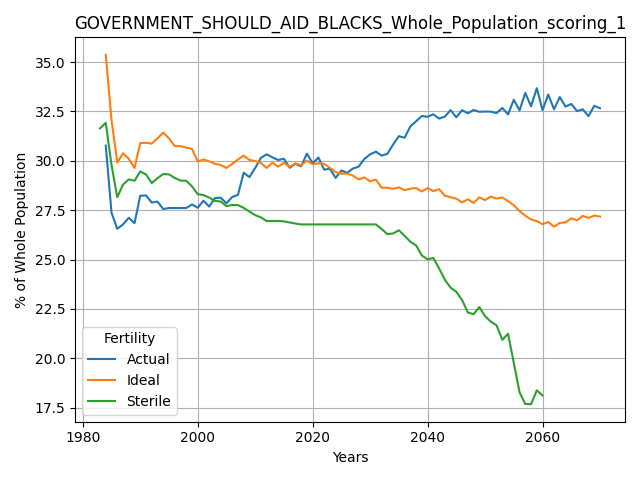 GOVERNMENT_SHOULD_AID_BLACKS_Whole_Population_scoring_1
35.0
32.5
30.0
27.5
25.0
22.5
20.0
17.5
% of Whole Population
Fertility
Actual
Ideal
Sterile
1980
2000
2020
2040
2060
Years